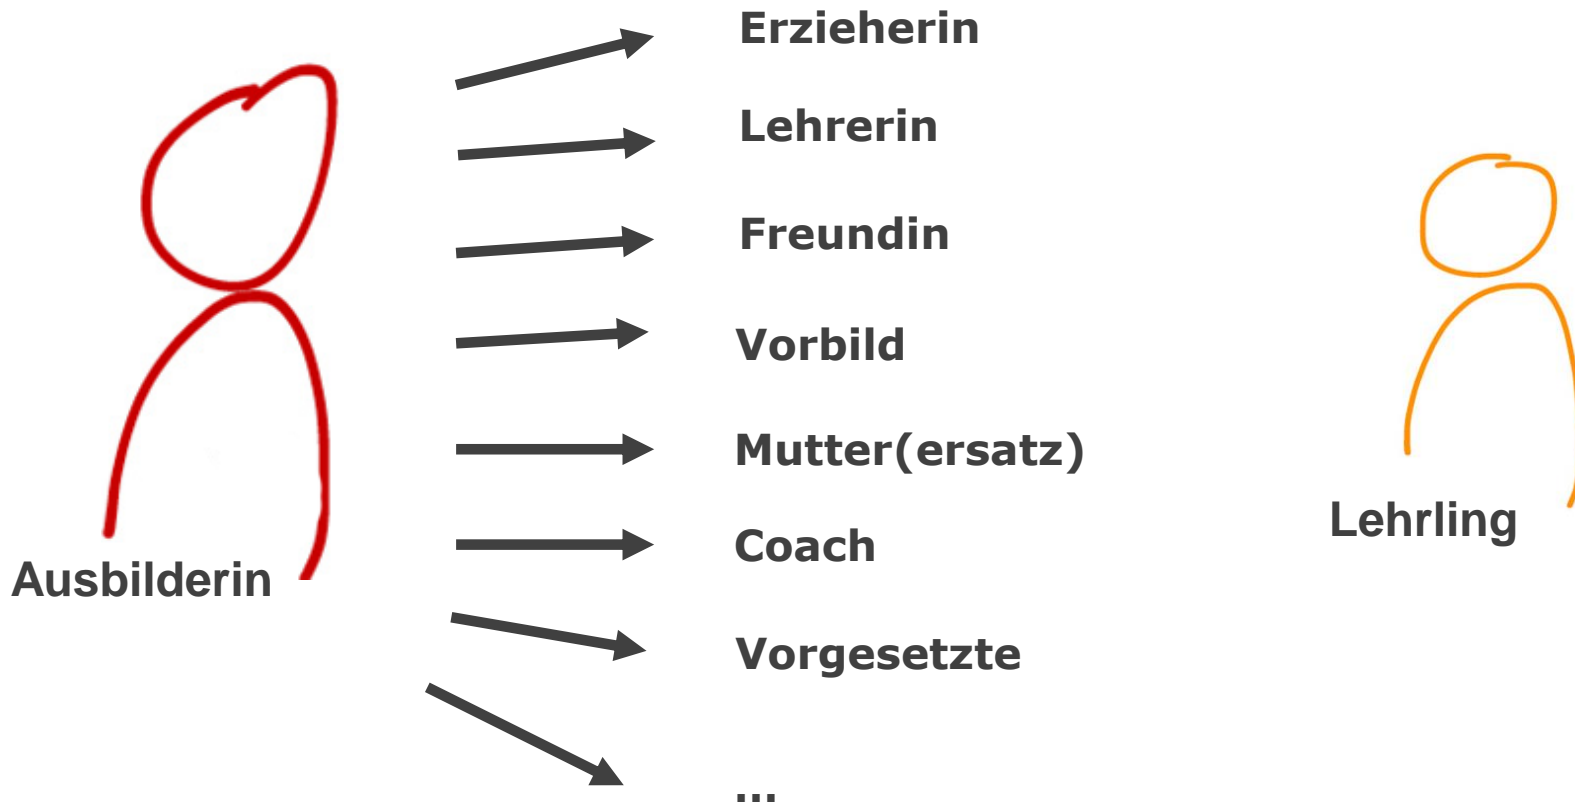 Erzieherin
Lehrerin
Freundin
Vorbild
Mutter(ersatz)
Coach
Vorgesetzte
...
Ausbilderin
Lehrling